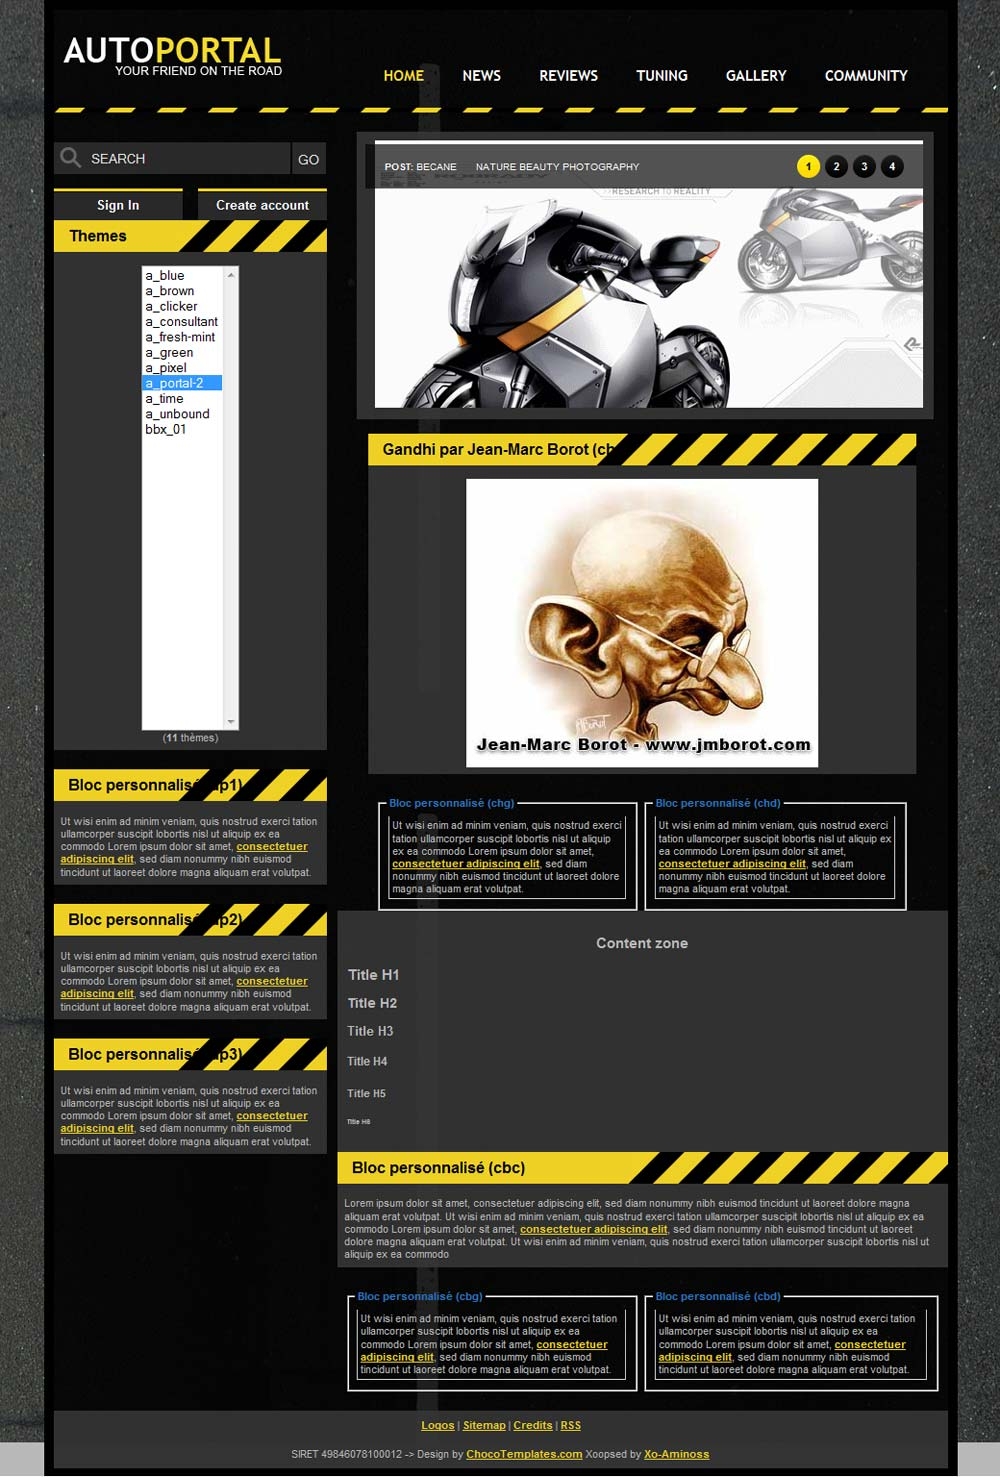 AUTOPORTAL
YOUR FRIEND ON THE ROAD
HOME NEWS REVIEWS TUNING GALLERY COMMUNITY
SEARCH GO
Sign In Create account
Themes
a_blue
a_brown
a_clicker
a_consultant
a_fresh-mint
a_green
a_pixel
a_portal-2
a_time
a_unbound
bbx_01
(11 thèmes)
Bloc personnalisé (bp1)
Ut wisi enim ad minim veniam, quis nostrud exerci tation
ullamcorper suscipit lobortis nisl ut aliquip ex ea
commodo Lorem ipsum dolor sit amet, consectetuer
adipiscing elit, sed diam nonummy nibh euismod
tincidunt ut laoreet dolore magna aliquam erat volutpat.
Bloc personnalisé (bp2)
Ut wisi enim ad minim veniam, quis nostrud exerci tation
ullamcorper suscipit lobortis nisl ut aliquip ex ea
commodo Lorem ipsum dolor sit amet, consectetuer
adipiscing elit, sed diam nonummy nibh euismod
tincidunt ut laoreet dolore magna aliquam erat volutpat.
Bloc personnalisé (bp3)
Ut wisi enim ad minim veniam, quis nostrud exerci tation
ullamcorper suscipit lobortis nisl ut aliquip ex ea
commodo Lorem ipsum dolor sit amet, consectetuer
adipiscing elit, sed diam nonummy nibh euismod
tincidunt ut laoreet dolore magna aliquam erat volutpat.
POST: BECANE NATURE BEAUTY PHOTOGRAPHY 1 2 3 4
>>RESEARCH TO REALITY
Gandhi par Jean-Marc Borot (ch
Jean-Marc Borot - www.jmborot.com
Bloc personnalisé (chg)
Ut wisi enim ad minim veniam, quis nostrud exerci
tation ullamcorper suscipit lobortis nisl ut aliquip
ex ea commodo Lorem ipsum dolor sit amet,
consectetuer adipiscing elit, sed diam
nonummy nibh euismod tincidunt ut laoreet dolore
magna aliquam erat volutpat.
Bloc personnalisé (chd)
Ut wisi enim ad minim veniam, quis nostrud exerci
tation ullamcorper suscipit lobortis nisl ut aliquip ex
ea commodo Lorem ipsum dolor sit amet,
consectetuer adipiscing elit, sed diam
nonummy nibh euismod tincidunt ut laoreet dolore
magna aliquam erat volutpat.
Content zone
Title H1
Title H2
Title H3
Title H4
Title H5
Title H6
Bloc personnalisé (cbc)
Lorem ipsum dolor sit amet, consectetuer adipiscing elit, sed diam nonummy nibh euismod tincidunt ut laoreet dolore magna
aliquam erat volutpat. Ut wisi enim ad minim veniam, quis nostrud exerci tation ullamcorper suscipit lobortis nisl ut aliquip ex ea
commodo Lorem ipsum dolor sit amet, consectetuer adipiscing elit, sed diam nonummy nibh euismod tincidunt ut laoreet
dolore magna aliquam erat volutpat. Ut wisi enim ad minim veniam, quis nostrud exerci tation ullamcorper suscipit lobortis nisl ut
aliquip ex ea commodo
Bloc personnalisé (cbg)
Ut wisi enim ad minim veniam, quis nostrud exerci tation
ullamcorper suscipit lobortis nisl ut aliquip ex ea
commodo Lorem ipsum dolor sit amet, consectetuer
adipiscing elit, sed diam nonummy nibh euismod
tincidunt ut laoreet dolore magna aliquam erat volutpat.
Bloc personnalisé (cbd)
Ut wisi enim ad minim veniam, quis nostrud exerci tation
ullamcorper suscipit lobortis nisl ut aliquip ex ea
commodo Lorem ipsum dolor sit amet, consectetuer
adipiscing elit, sed diam nonummy nibh euismod
tincidunt ut laoreet dolore magna aliquam erat volutpat.
Logos | Sitemap | Credits | RSS
SIRET 49846078100012 -> Design by ChocoTemplates.com Xoopsed by Xo-Aminoss